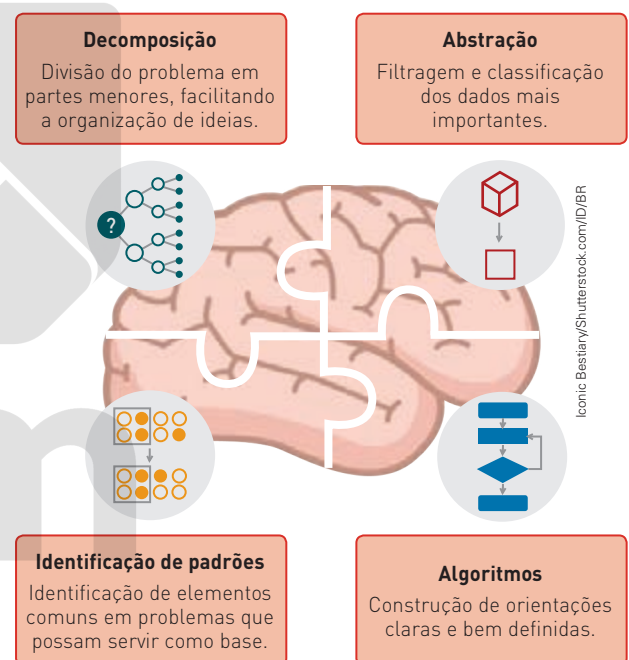 Decomposição
Divisão do problema em
partes menores, facilitando
a organização de ideias.
Abstração
Filtragem e classificação
dos dados mais
importantes.
?
Iconic Bestiary/Shutterstock.com/ID/BR
Identificação de padrões
Identificação de elementos
comuns em problemas que
possam servir como base.
Algoritmos
Construção de orientações
claras e bem definidas.